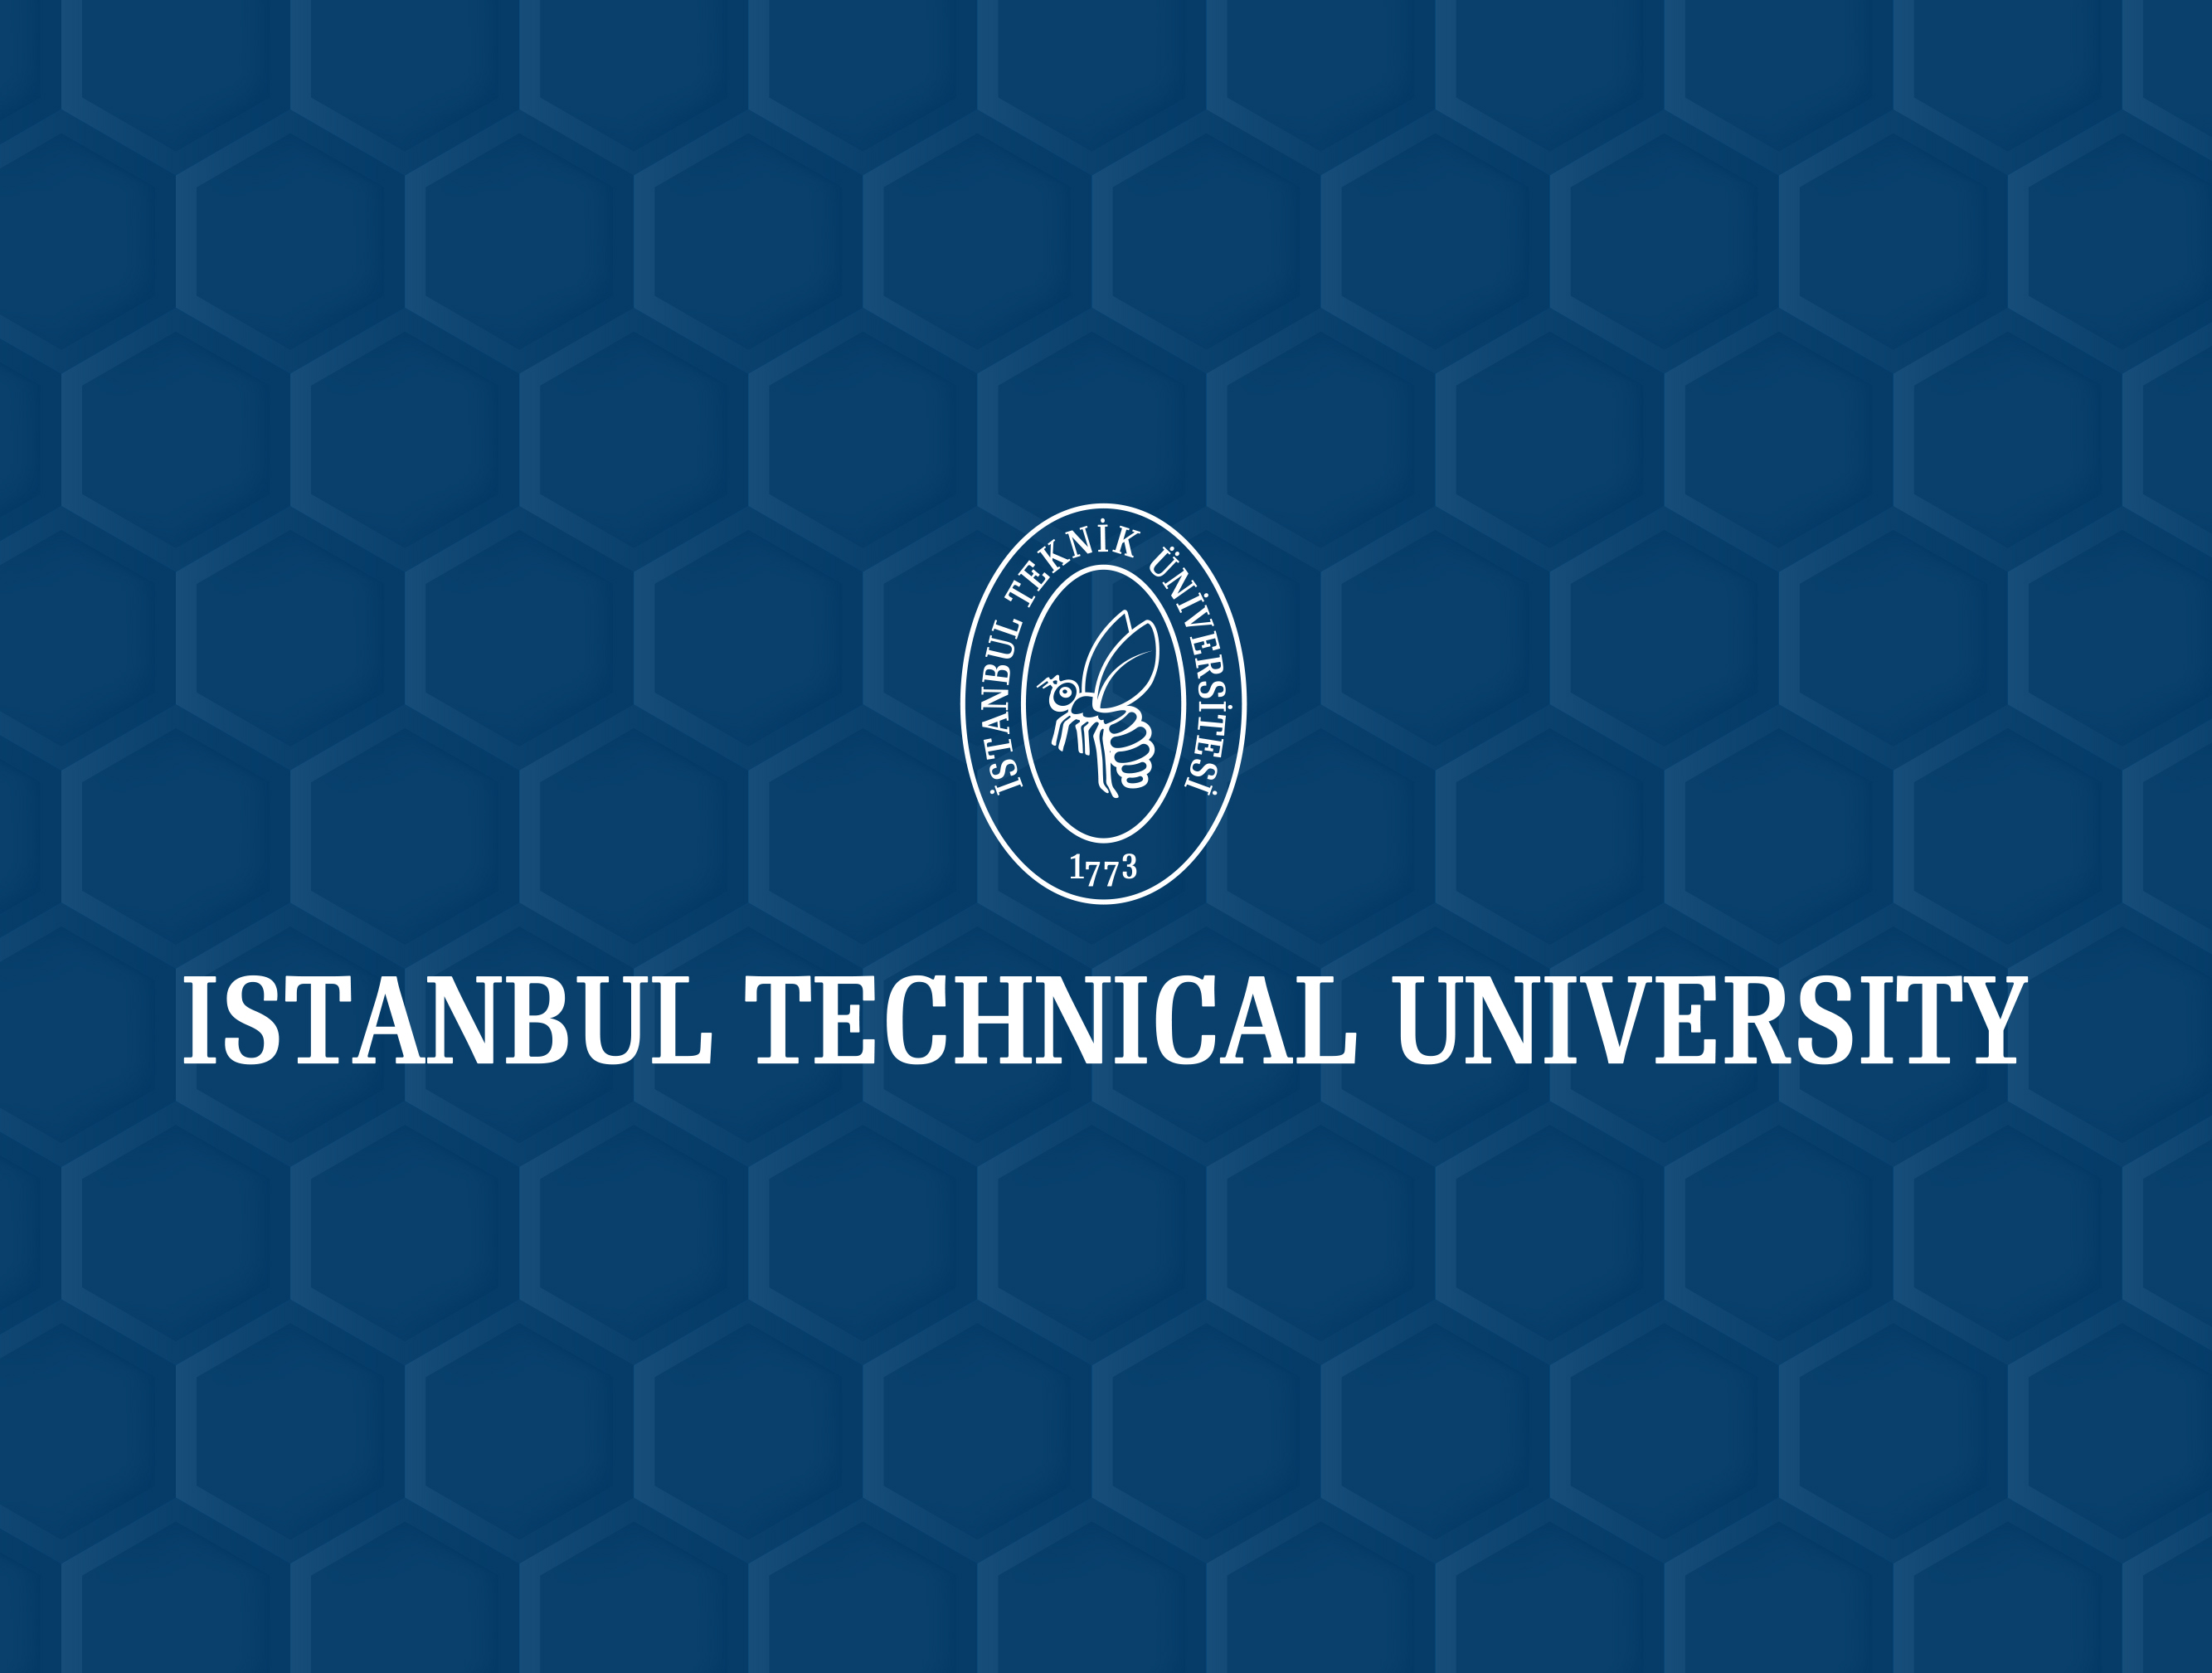 İSTANBUL TEKNİK ÜNİVERSİTESİ
1773
ISTANBUL TECHNICAL UNIVERSITY